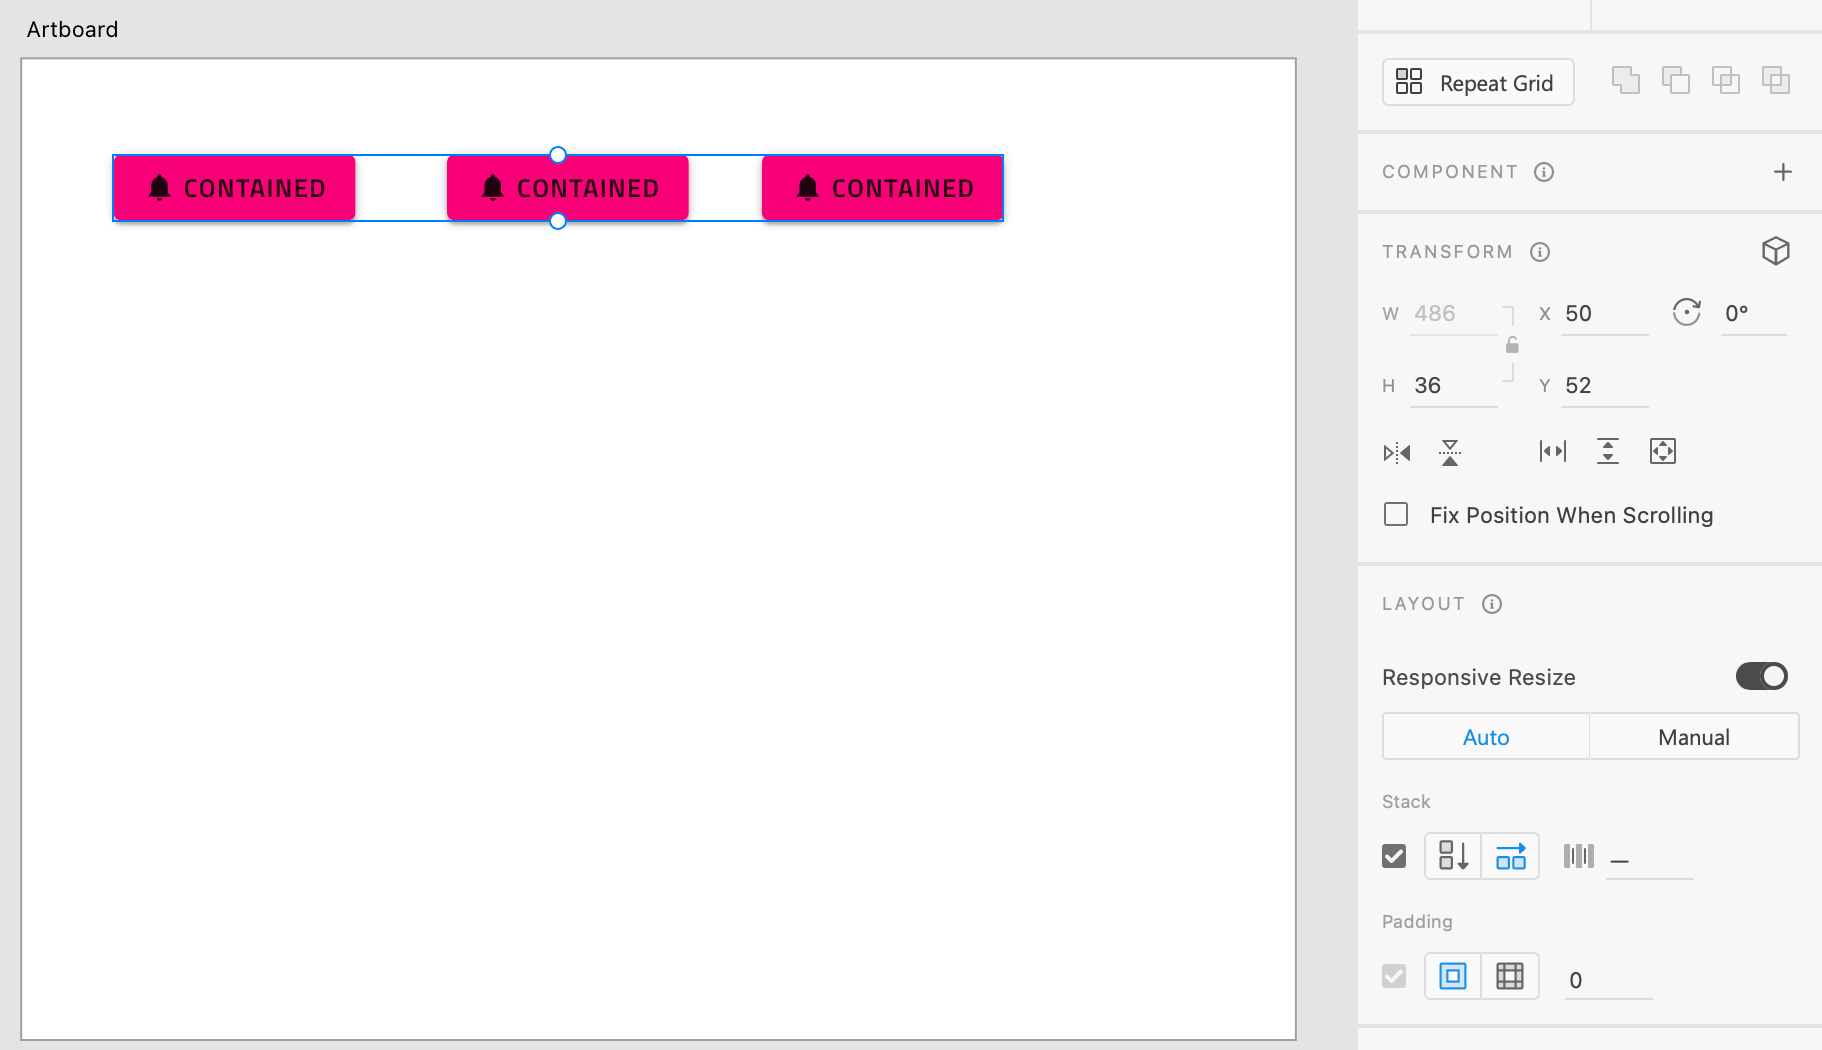 Artboard
CONTAINED
CONTAINED
CONTAINED
Repeat Grid
COMPONENT
TRANSFORM
W 486
X 50
0°
H 36
Y 52
Fix Position When Scrolling
LAYOUT
Responsive Resize
Auto
Manual
Stack
—
Padding
0